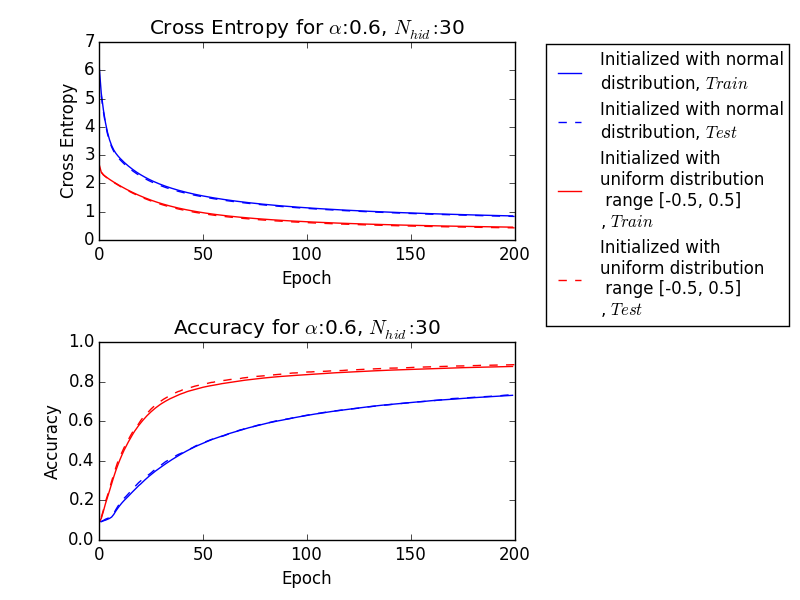 Cross Entropy for α:0.6, N_hid:30
7
6
5
4
3
2
1
0
Cross Entropy
0 50 100 150 200
Epoch
Initialized with normal
distribution, Train
Initialized with normal
distribution, Test
Initialized with
uniform distribution
range [-0.5, 0.5]
, Train
Initialized with
uniform distribution
range [-0.5, 0.5]
, Test
Accuracy for α:0.6, N_hid:30
1.0
0.8
0.6
0.4
0.2
0.0
Accuracy
0 50 100 150 200
Epoch